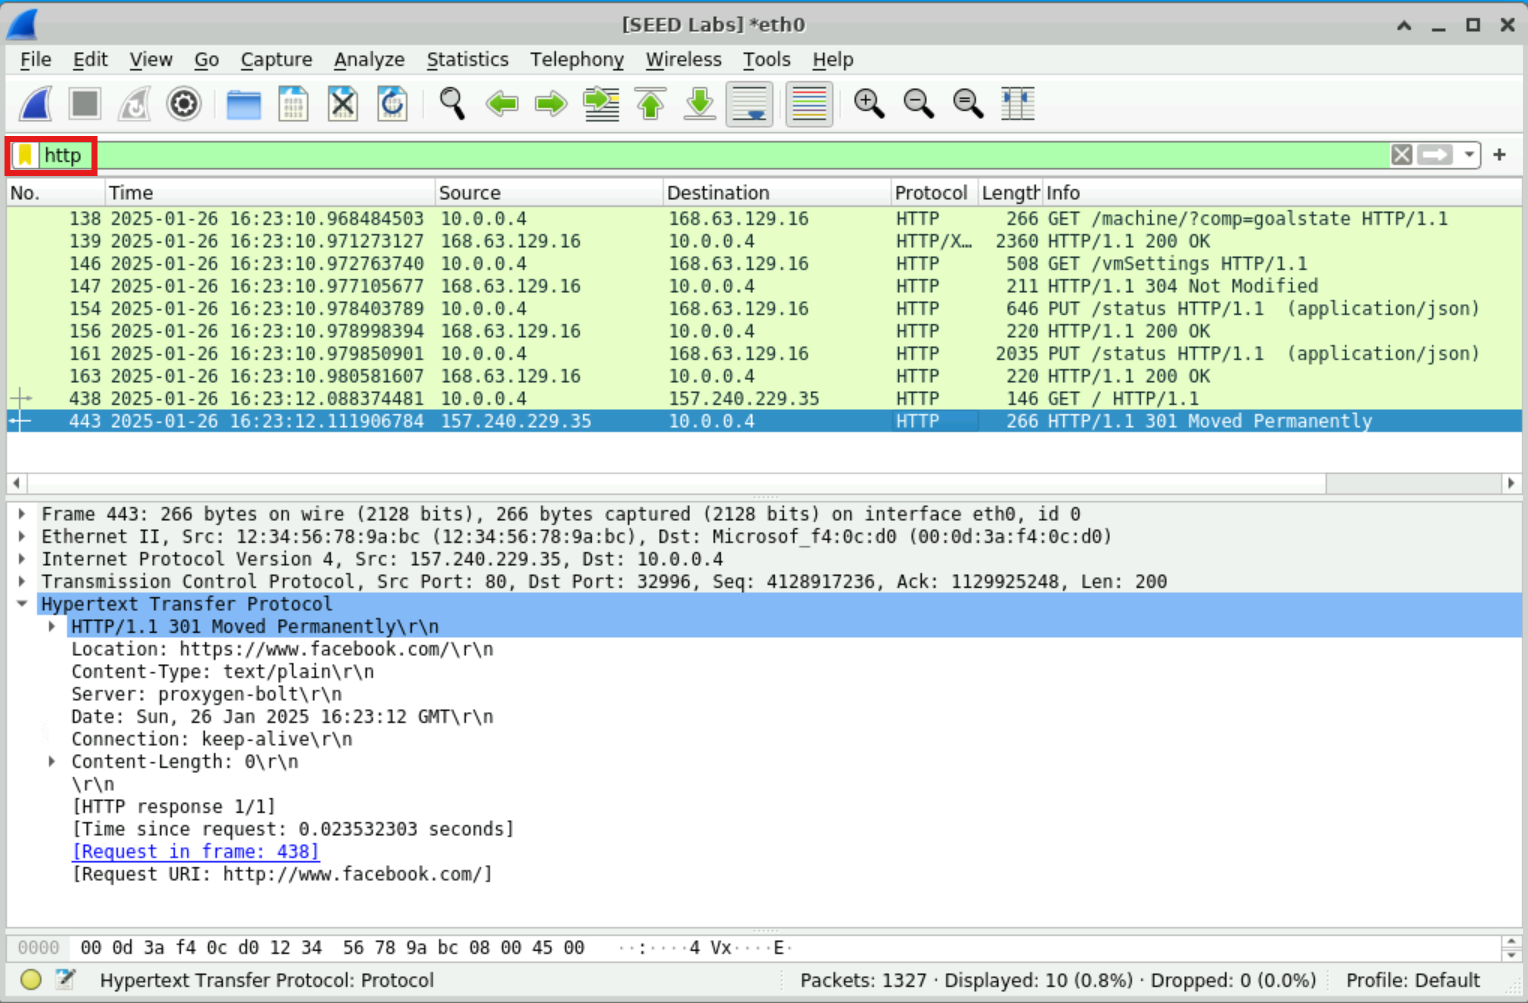 [SEED Labs] *eth0
File Edit View Go Capture Analyze Statistics Telephony Wireless Tools Help
http
No. Time Source Destination Protocol Length Info
138 2025-01-26 16:23:10.968484503 10.0.0.4 168.63.129.16 HTTP 266 GET /machine/?comp=goalstate HTTP/1.1
139 2025-01-26 16:23:10.971273127 168.63.129.16 10.0.0.4 HTTP/X… 2360 HTTP/1.1 200 OK
146 2025-01-26 16:23:10.972763740 10.0.0.4 168.63.129.16 HTTP 508 GET /vmSettings HTTP/1.1
147 2025-01-26 16:23:10.977105677 168.63.129.16 10.0.0.4 HTTP 211 HTTP/1.1 304 Not Modified
154 2025-01-26 16:23:10.978403789 10.0.0.4 168.63.129.16 HTTP 646 PUT /status HTTP/1.1 (application/json)
156 2025-01-26 16:23:10.978998394 168.63.129.16 10.0.0.4 HTTP 220 HTTP/1.1 200 OK
161 2025-01-26 16:23:10.979850901 10.0.0.4 168.63.129.16 HTTP 2035 PUT /status HTTP/1.1 (application/json)
163 2025-01-26 16:23:10.980581607 168.63.129.16 10.0.0.4 HTTP 220 HTTP/1.1 200 OK
438 2025-01-26 16:23:12.088374481 10.0.0.4 157.240.229.35 HTTP 146 GET / HTTP/1.1
443 2025-01-26 16:23:12.111906784 157.240.229.35 10.0.0.4 HTTP 266 HTTP/1.1 301 Moved Permanently
Frame 443: 266 bytes on wire (2128 bits), 266 bytes captured (2128 bits) on interface eth0, id 0
Ethernet II, Src: 12:34:56:78:9a:bc (12:34:56:78:9a:bc), Dst: Microsof_f4:0c:d0 (00:0d:3a:f4:0c:d0)
Internet Protocol Version 4, Src: 157.240.229.35, Dst: 10.0.0.4
Transmission Control Protocol, Src Port: 80, Dst Port: 32996, Seq: 4128917236, Ack: 1129925248, Len: 200
Hypertext Transfer Protocol
HTTP/1.1 301 Moved Permanently\r\n
Location: https://www.facebook.com/\r\n
Content-Type: text/plain\r\n
Server: proxygen-bolt\r\n
Date: Sun, 26 Jan 2025 16:23:12 GMT\r\n
Connection: keep-alive\r\n
Content-Length: 0\r\n
\r\n
[HTTP response 1/1]
[Time since request: 0.023532303 seconds]
[Request in frame: 438]
[Request URI: http://www.facebook.com/]
0000 00 0d 3a f4 0c d0 12 34 56 78 9a bc 08 00 45 00 ··:····4 Vx····E·
Hypertext Transfer Protocol: Protocol Packets: 1327 · Displayed: 10 (0.8%) · Dropped: 0 (0.0%) Profile: Default